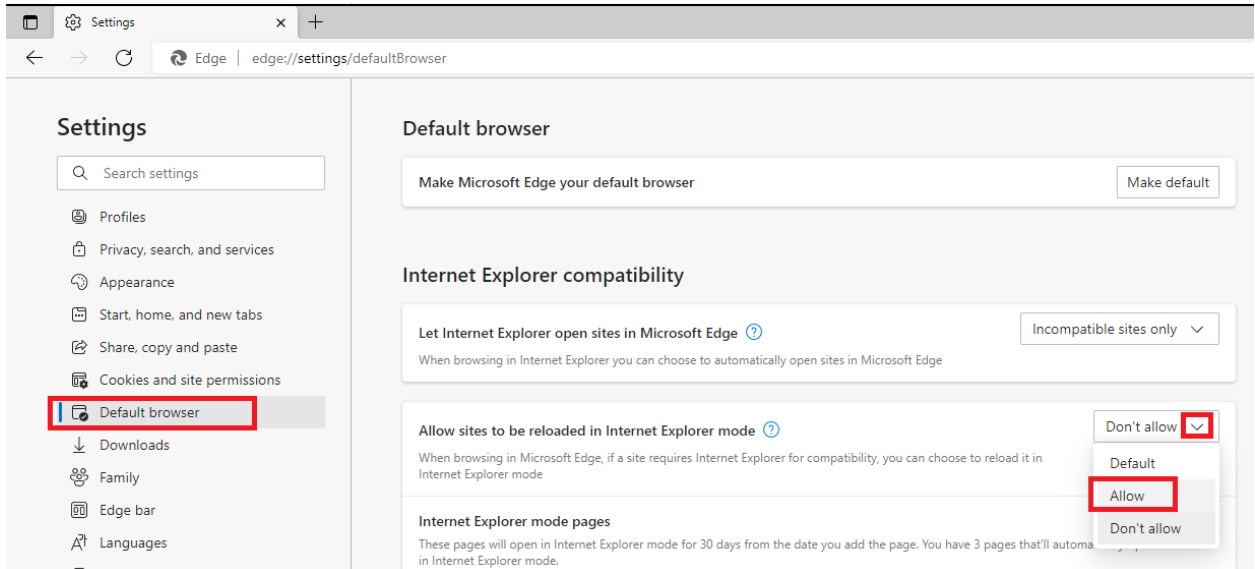 Settings
Edge | edge://settings/defaultBrowser
Settings
Search settings
Profiles
Privacy, search, and services
Appearance
Start, home, and new tabs
Share, copy and paste
Cookies and site permissions
Default browser
Downloads
Family
Edge bar
Languages
Default browser
Make Microsoft Edge your default browser
Make default
Internet Explorer compatibility
Let Internet Explorer open sites in Microsoft Edge
Incompatible sites only
When browsing in Internet Explorer you can choose to automatically open sites in Microsoft Edge
Allow sites to be reloaded in Internet Explorer mode
Don't allow
When browsing in Microsoft Edge, if a site requires Internet Explorer for compatibility, you can choose to reload it in
Internet Explorer mode
Default
Allow
Don't allow
Internet Explorer mode pages
These pages will open in Internet Explorer mode for 30 days from the date you add the page. You have 3 pages that'll
in Internet Explorer mode.